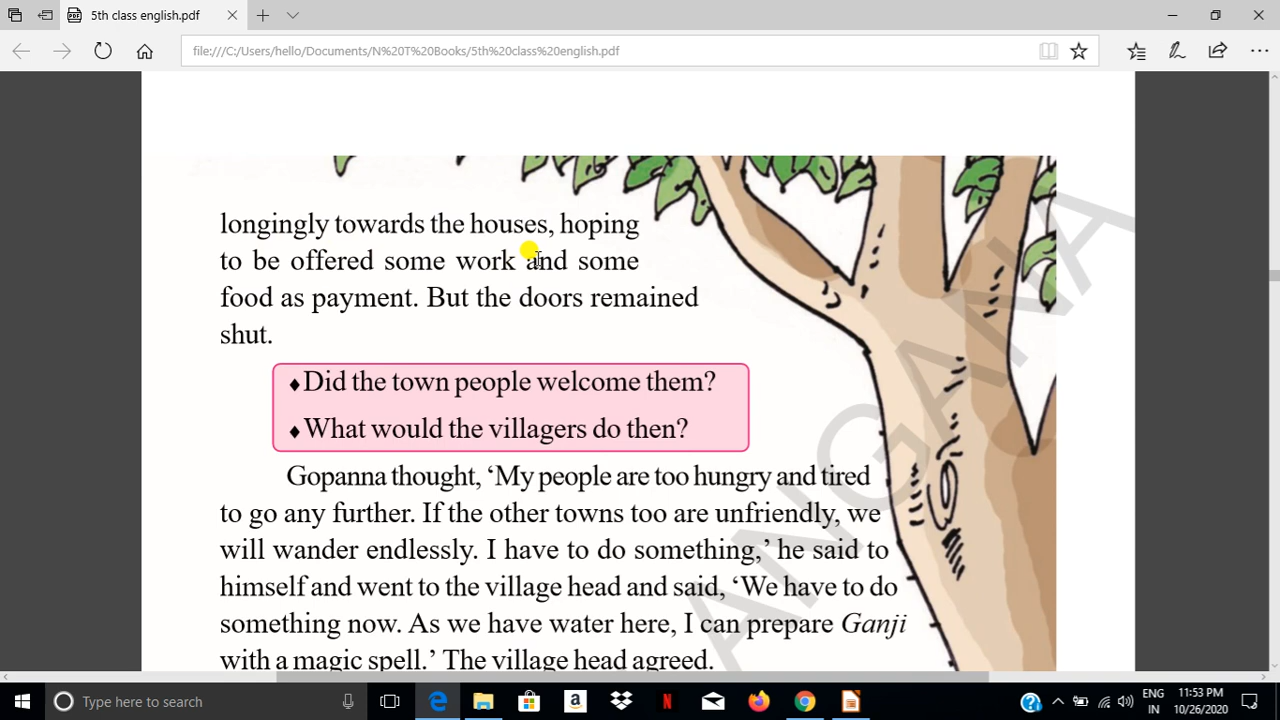 5th class english.pdf
file:///C:/Users/hello/Documents/N%20T%20Books/5th%20class%20english.pdf
longingly towards the houses, hoping
to be offered some work and some
food as payment. But the doors remained
shut.
♦Did the town people welcome them?
♦What would the villagers do then?
Gopanna thought, ‘My people are too hungry and tired
to go any further. If the other towns too are unfriendly, we
will wander endlessly. I have to do something,’ he said to
himself and went to the village head and said, ‘We have to do
something now. As we have water here, I can prepare Ganji
with a magic spell.’ The village head agreed.
Type here to search
ENG
IN
11:53 PM
10/26/2020